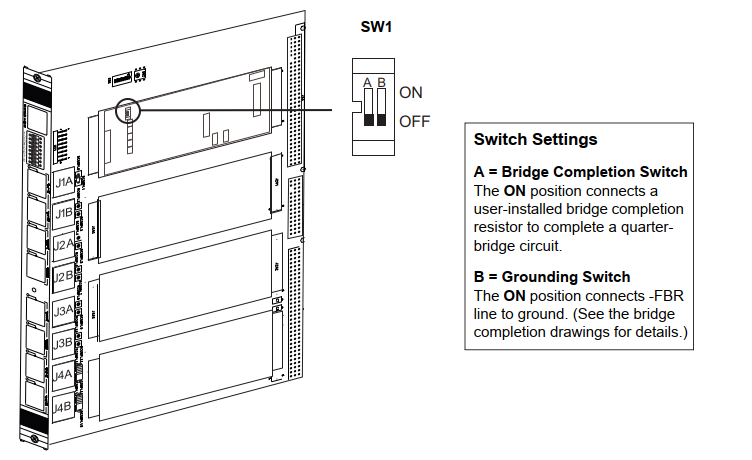 SW1
A B
ON
OFF
Switch Settings
A = Bridge Completion Switch
The ON position connects a
user-installed bridge completion
resistor to complete a quarter-
bridge circuit.
B = Grounding Switch
The ON position connects -FBR
line to ground. (See the bridge
completion drawings for details.)
J1A
J1B
J2A
J2B
J3A
J3B
J4A
J4B